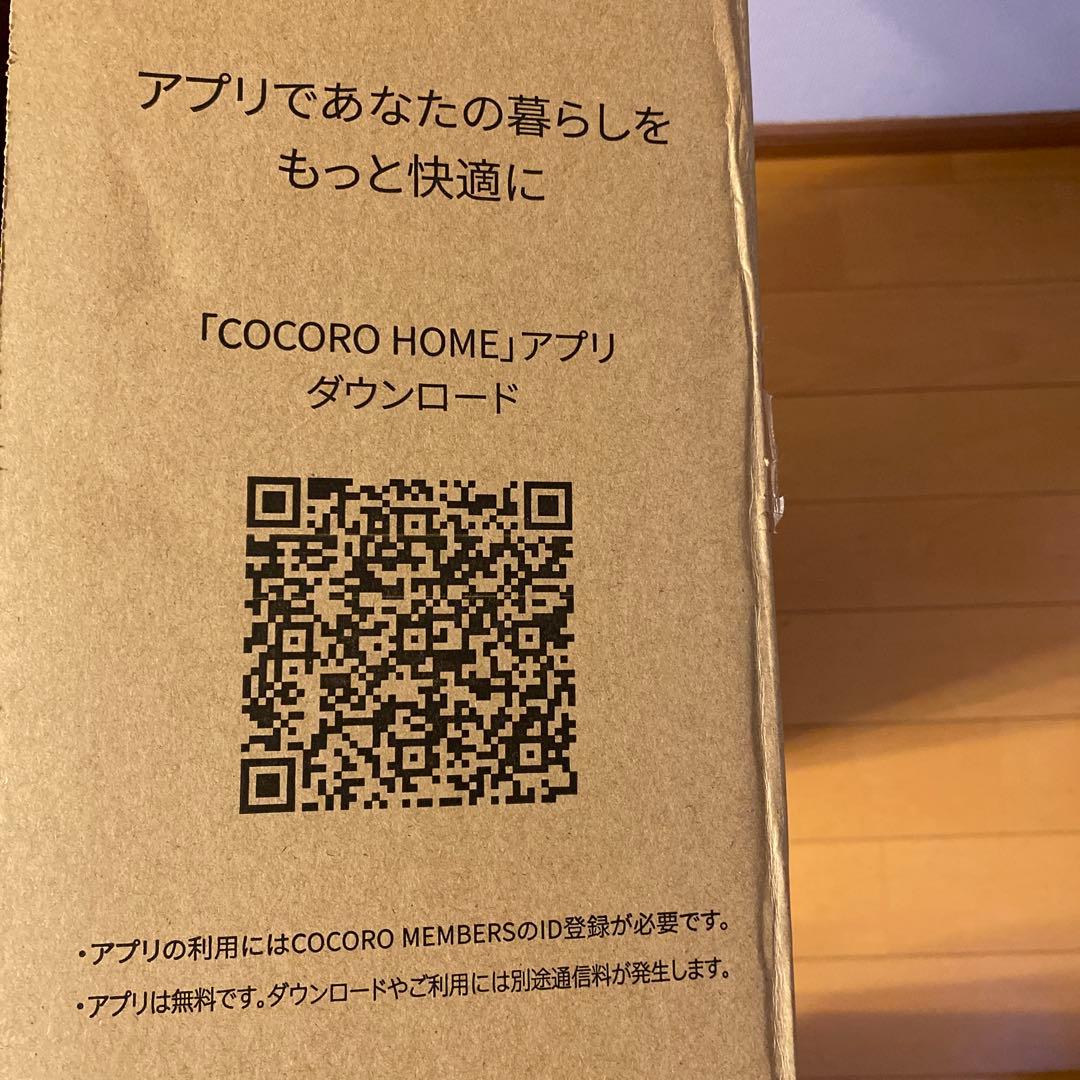 アプリであなたの暮らしを
もっと快適に
「COCORO HOME」アプリ
ダウンロード
・アプリの利用にはCOCORO MEMBERSのID登録が必要です。
・アプリは無料です。ダウンロードやご利用には別途通信料が発生します。